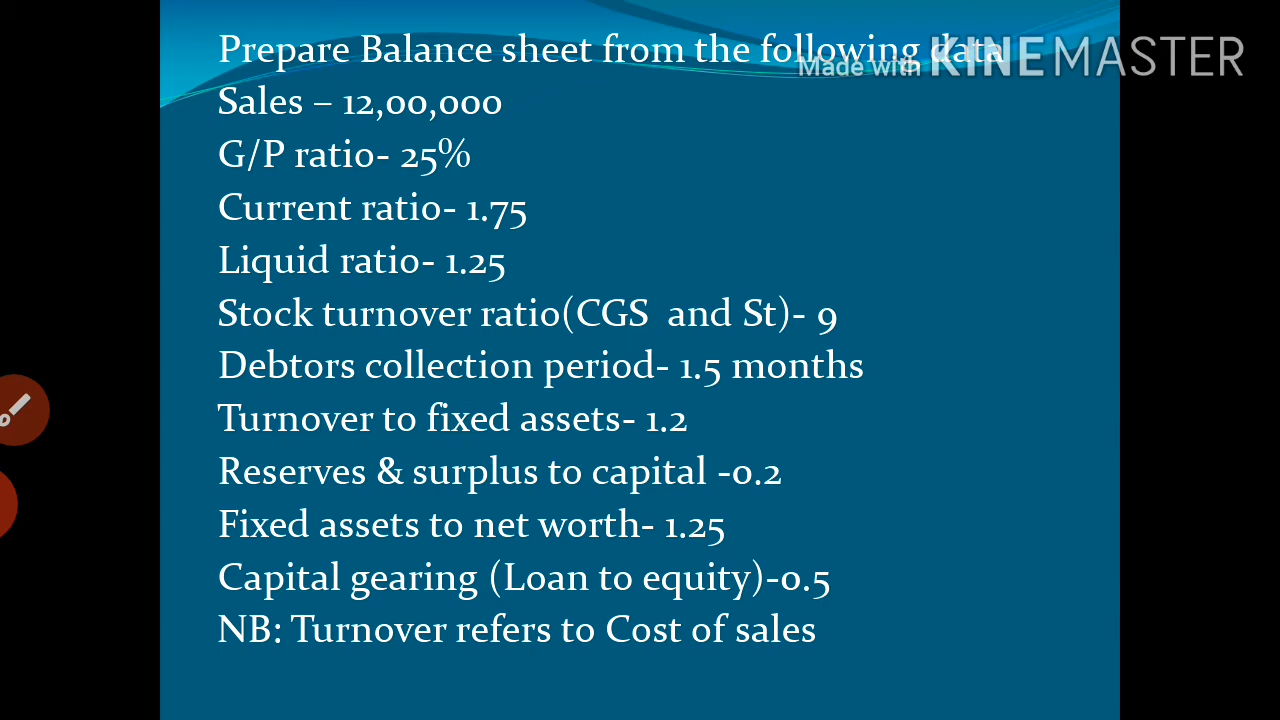 Prepare Balance sheet from the following data
Made with KINEMASTER
Sales – 12,00,000
G/P ratio- 25%
Current ratio- 1.75
Liquid ratio- 1.25
Stock turnover ratio(CGS and St)- 9
Debtors collection period- 1.5 months
Turnover to fixed assets- 1.2
Reserves & surplus to capital -0.2
Fixed assets to net worth- 1.25
Capital gearing (Loan to equity)-0.5
NB: Turnover refers to Cost of sales